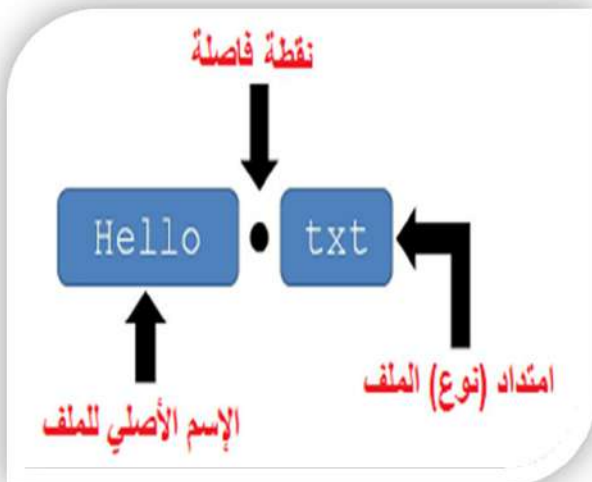 نقطة فاصلة
Hello • txt
امتداد (نوع) الملف
الإسم الأصلي للملف